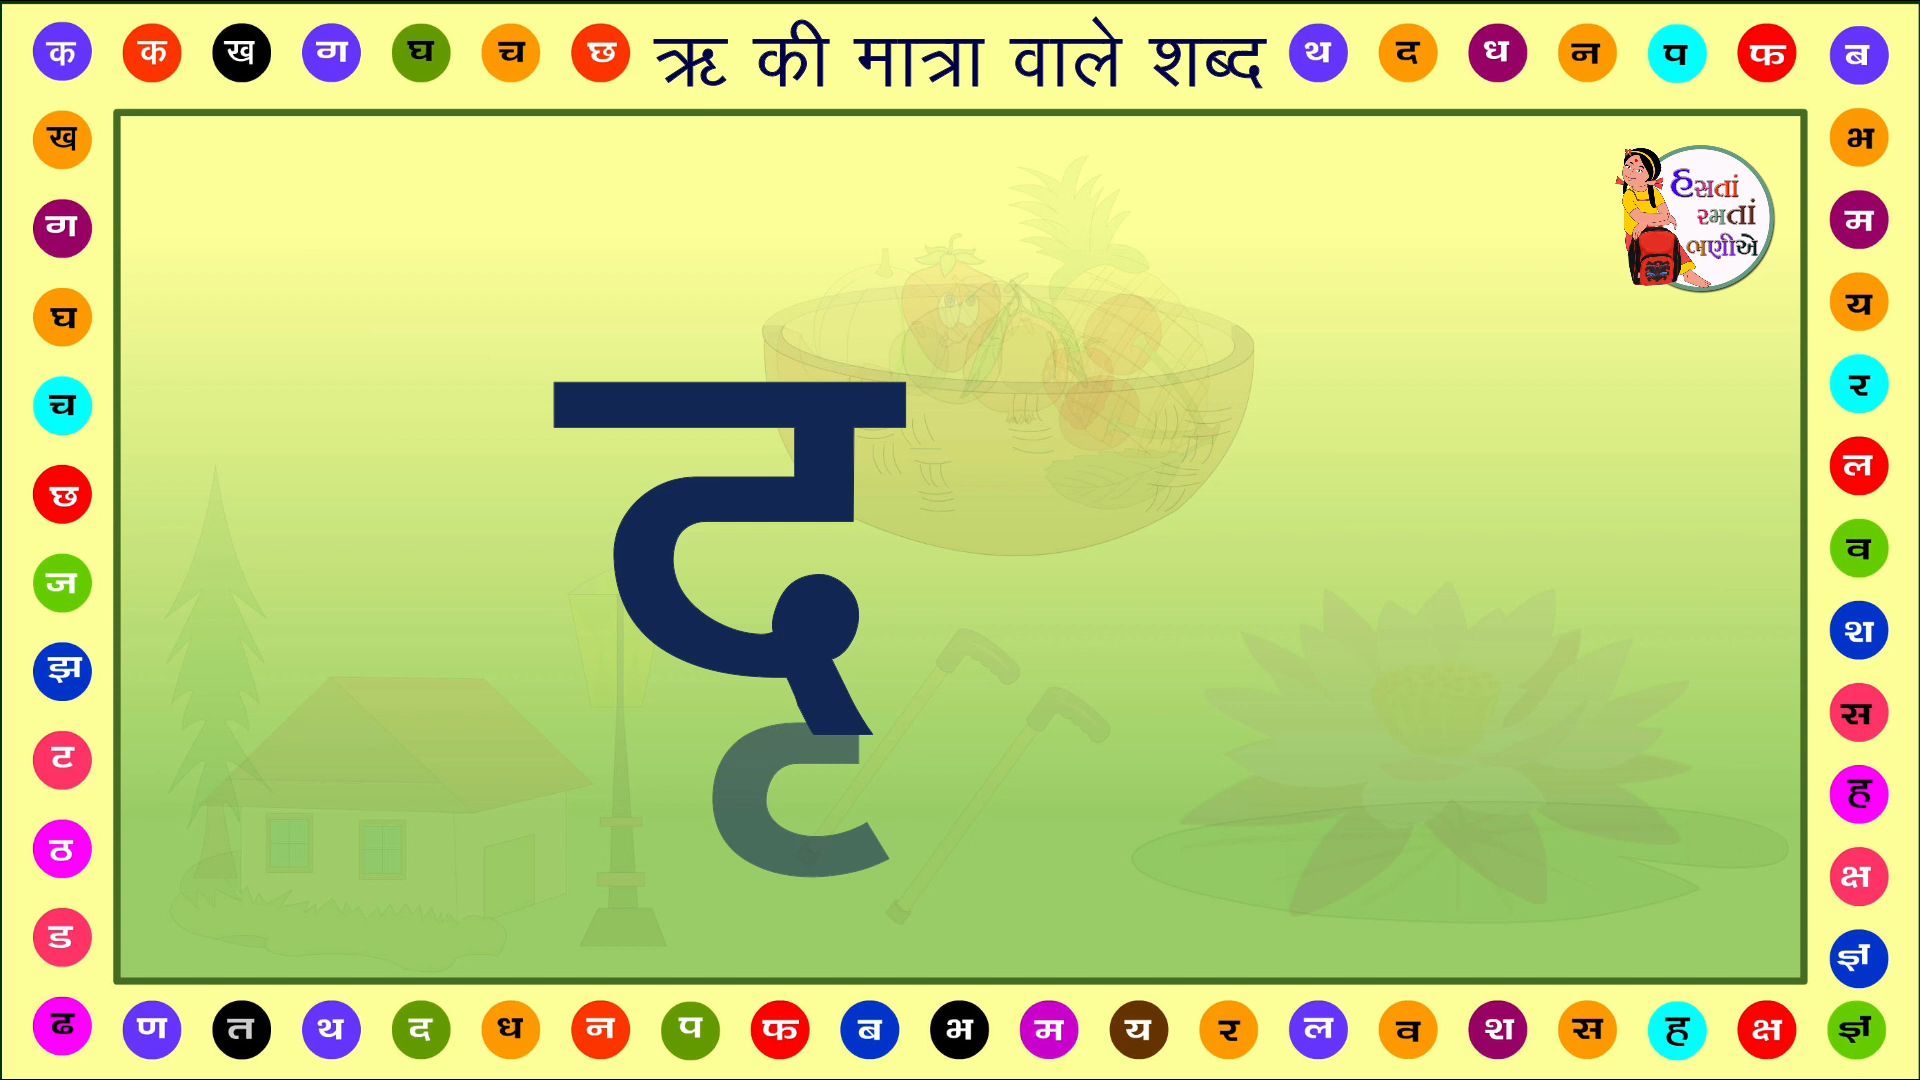 क क ख ग घ च छ ऋ की मात्रा वाले शब्द थ द ध न प फ ब
ख
ग
घ
च
छ
ज
झ
ट
ठ
ड
ढ ण त थ द ध न प फ ब भ म य र ल व श स ह क्ष ज्ञ
હસતાં
રમતાં
ભણીએ
दृ
भ
म
य
र
ल
व
श
स
ह
क्ष
ज्ञ